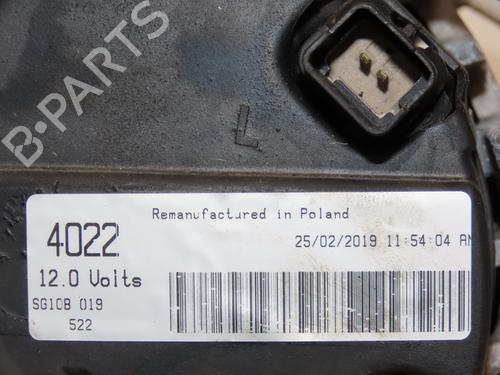 B-PARTS
L
Remanufactured in Poland
4022
25/02/2019 11:54:04 AM
12.0 Volts
SG10B 019
522